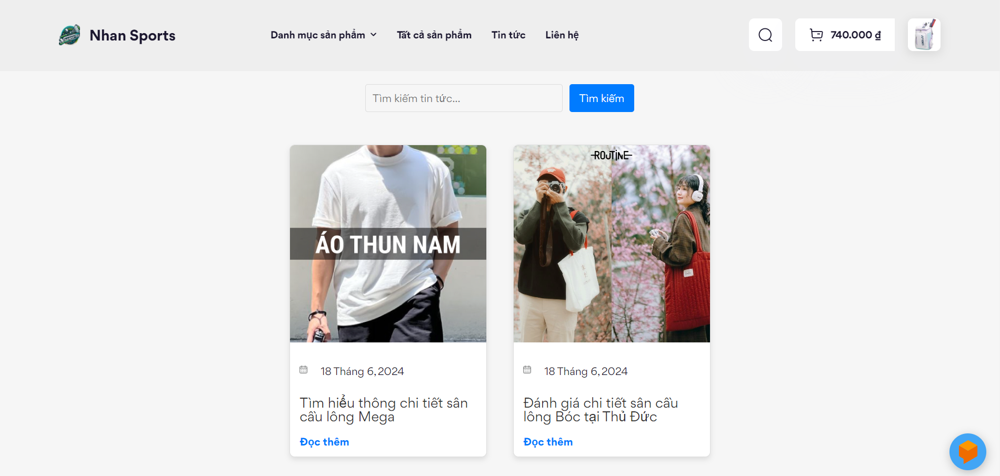 Nhan Sports
Danh mục sản phẩm
Tất cả sản phẩm
Tin tức
Liên hệ
740.000 ₫
Tìm kiếm tin tức...
Tìm kiếm
ÁO THUN NAM
ROUTINE
18 Tháng 6, 2024
Tìm hiểu thông chi tiết sân
cầu lông Mega
Đọc thêm
18 Tháng 6, 2024
Đánh giá chi tiết sân cầu
lông Bóc tại Thủ Đức
Đọc thêm